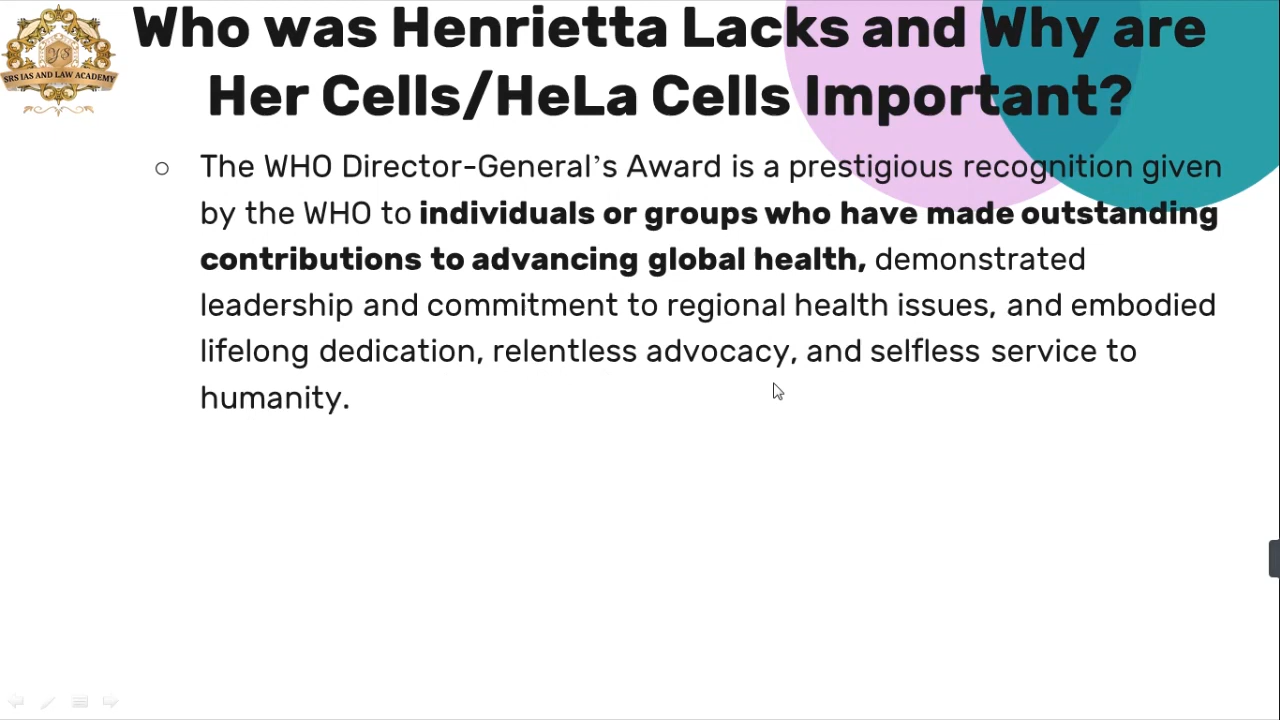 Who was Henrietta Lacks and Why are
Her Cells/HeLa Cells Important?
SRS IAS AND LAW ACADEMY
○ The WHO Director-General’s Award is a prestigious recognition given
by the WHO to individuals or groups who have made outstanding
contributions to advancing global health, demonstrated
leadership and commitment to regional health issues, and embodied
lifelong dedication, relentless advocacy, and selfless service to
humanity.